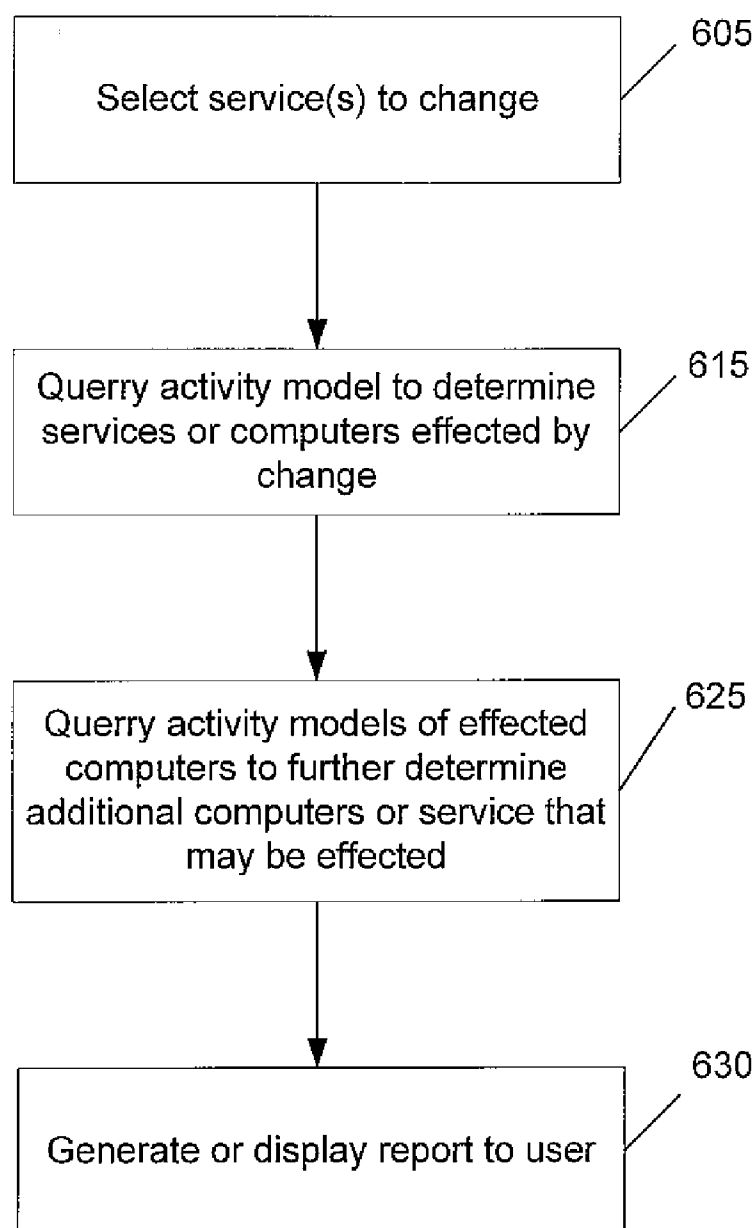 605
Select service(s) to change
615
Querry activity model to determine
services or computers effected by
change
625
Querry activity models of effected
computers to further determine
additional computers or service that
may be effected
630
Generate or display report to user